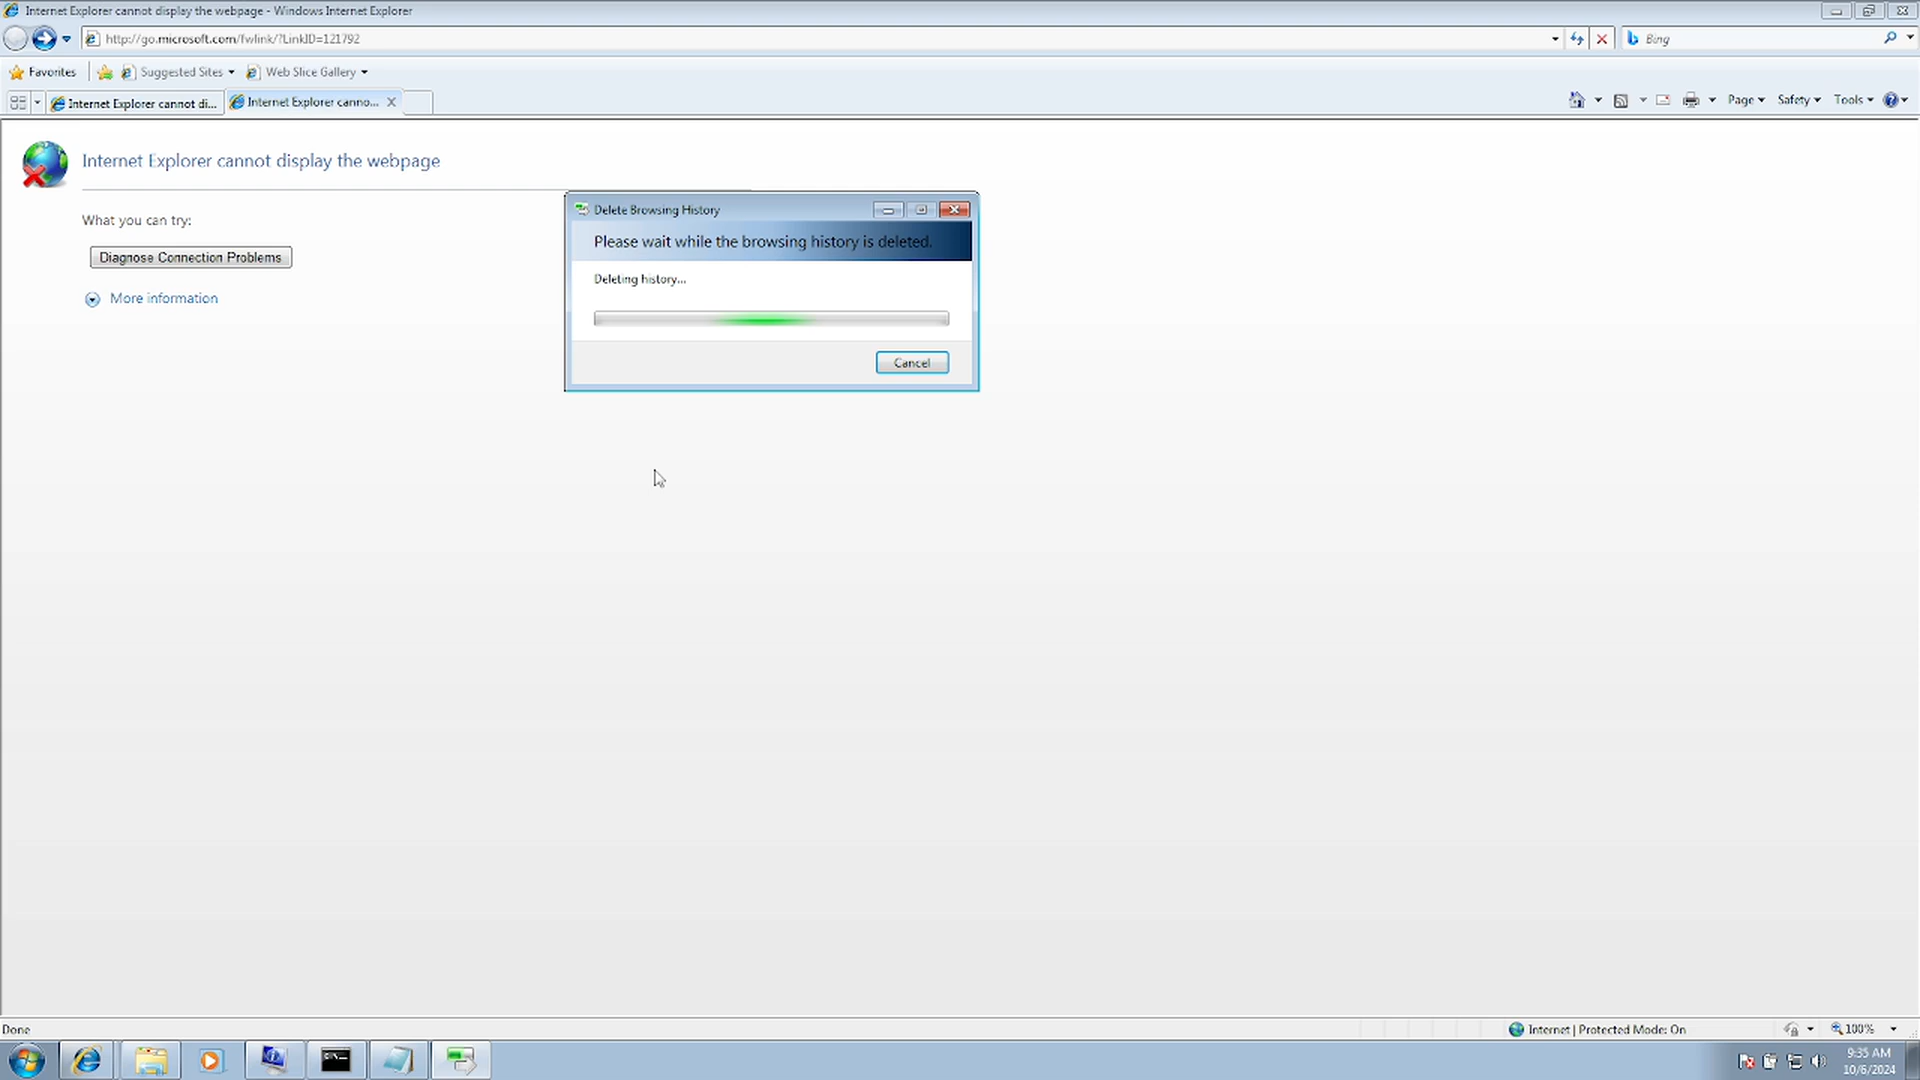 Internet Explorer cannot display the webpage - Windows Internet Explorer
http://go.microsoft.com/fwlink/?LinkID=121792
Bing
Favorites
Suggested Sites
Web Slice Gallery
Internet Explorer cannot di...
Internet Explorer canno...
Page
Safety
Tools
Internet Explorer cannot display the webpage
What you can try:
Diagnose Connection Problems
More information
Delete Browsing History
Please wait while the browsing history is deleted.
Deleting history...
Cancel
Done
Internet | Protected Mode: On
100%
9:35 AM
10/6/2024